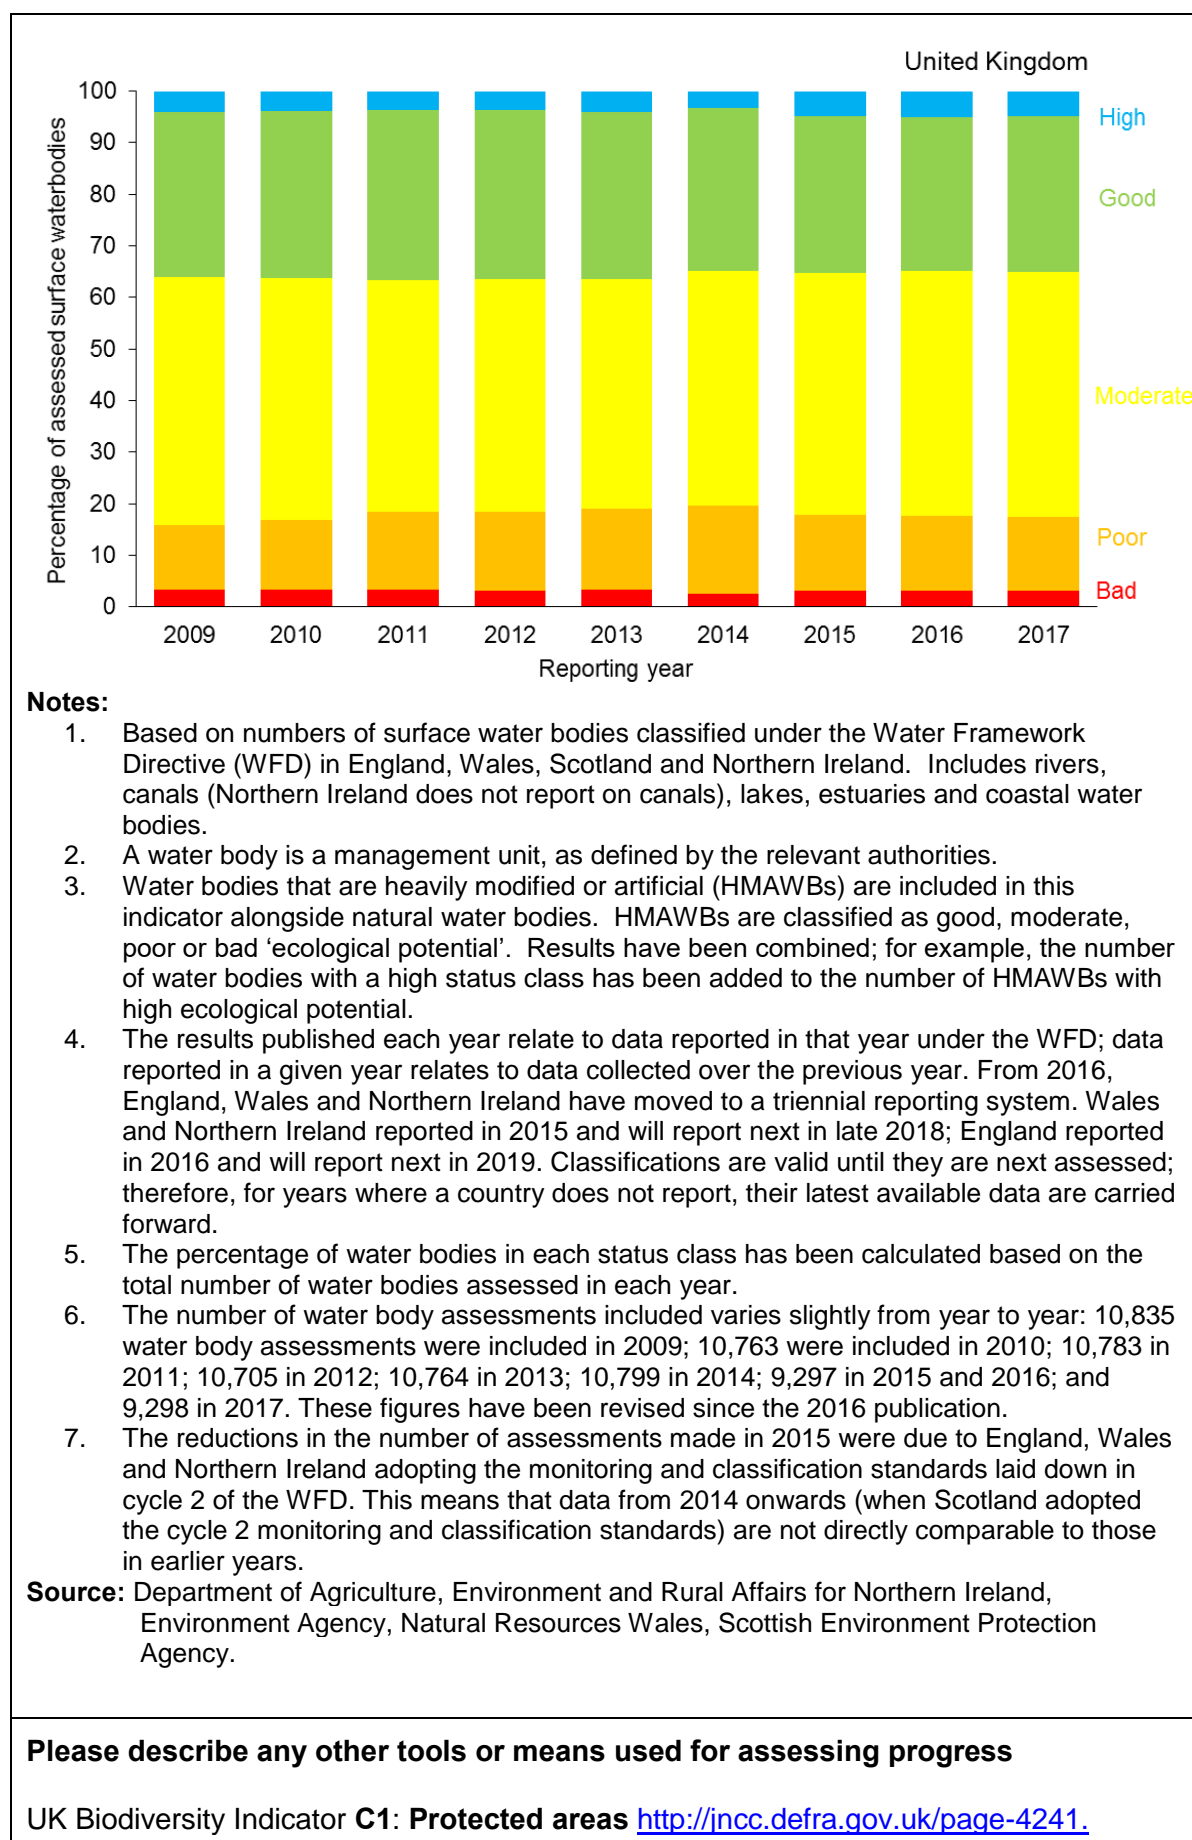 United Kingdom
100
90
80
70
60
50
40
30
20
10
0
Percentage of assessed surface waterbodies
High
Good
Moderate
Poor
Bad
2009 2010 2011 2012 2013 2014 2015 2016 2017
Reporting year
Notes:
1. Based on numbers of surface water bodies classified under the Water Framework
Directive (WFD) in England, Wales, Scotland and Northern Ireland. Includes rivers,
canals (Northern Ireland does not report on canals), lakes, estuaries and coastal water
bodies.
2. A water body is a management unit, as defined by the relevant authorities.
3. Water bodies that are heavily modified or artificial (HMAWBs) are included in this
indicator alongside natural water bodies. HMAWBs are classified as good, moderate,
poor or bad ‘ecological potential’. Results have been combined; for example, the number
of water bodies with a high status class has been added to the number of HMAWBs with
high ecological potential.
4. The results published each year relate to data reported in that year under the WFD; data
reported in a given year relates to data collected over the previous year. From 2016,
England, Wales and Northern Ireland have moved to a triennial reporting system. Wales
and Northern Ireland reported in 2015 and will report next in late 2018; England reported
in 2016 and will report next in 2019. Classifications are valid until they are next assessed;
therefore, for years where a country does not report, their latest available data are carried
forward.
5. The percentage of water bodies in each status class has been calculated based on the
total number of water bodies assessed in each year.
6. The number of water body assessments included varies slightly from year to year: 10,835
water body assessments were included in 2009; 10,763 were included in 2010; 10,783 in
2011; 10,705 in 2012; 10,764 in 2013; 10,799 in 2014; 9,297 in 2015 and 2016; and
9,298 in 2017. These figures have been revised since the 2016 publication.
7. The reductions in the number of assessments made in 2015 were due to England, Wales
and Northern Ireland adopting the monitoring and classification standards laid down in
cycle 2 of the WFD. This means that data from 2014 onwards (when Scotland adopted
the cycle 2 monitoring and classification standards) are not directly comparable to those
in earlier years.
Source: Department of Agriculture, Environment and Rural Affairs for Northern Ireland,
Environment Agency, Natural Resources Wales, Scottish Environment Protection
Agency.
Please describe any other tools or means used for assessing progress
UK Biodiversity Indicator C1: Protected areas http://jncc.defra.gov.uk/page-4241.